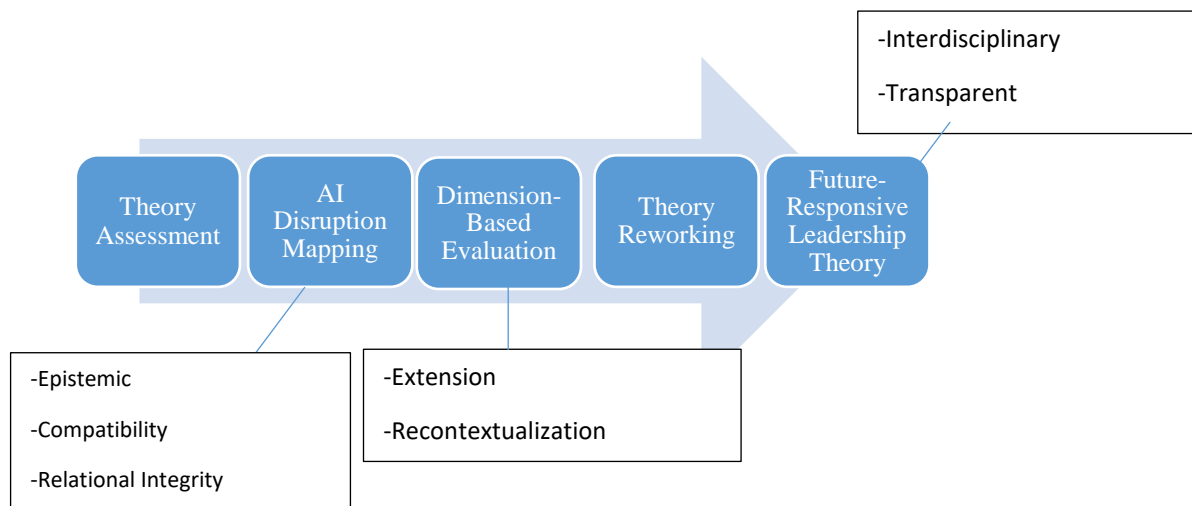 -Interdisciplinary
-Transparent
Theory
Assessment
AI
Disruption
Mapping
Dimension-
Based
Evaluation
Theory
Reworking
Future-
Responsive
Leadership
Theory
-Epistemic
-Compatibility
-Relational Integrity
-Extension
-Recontextualization